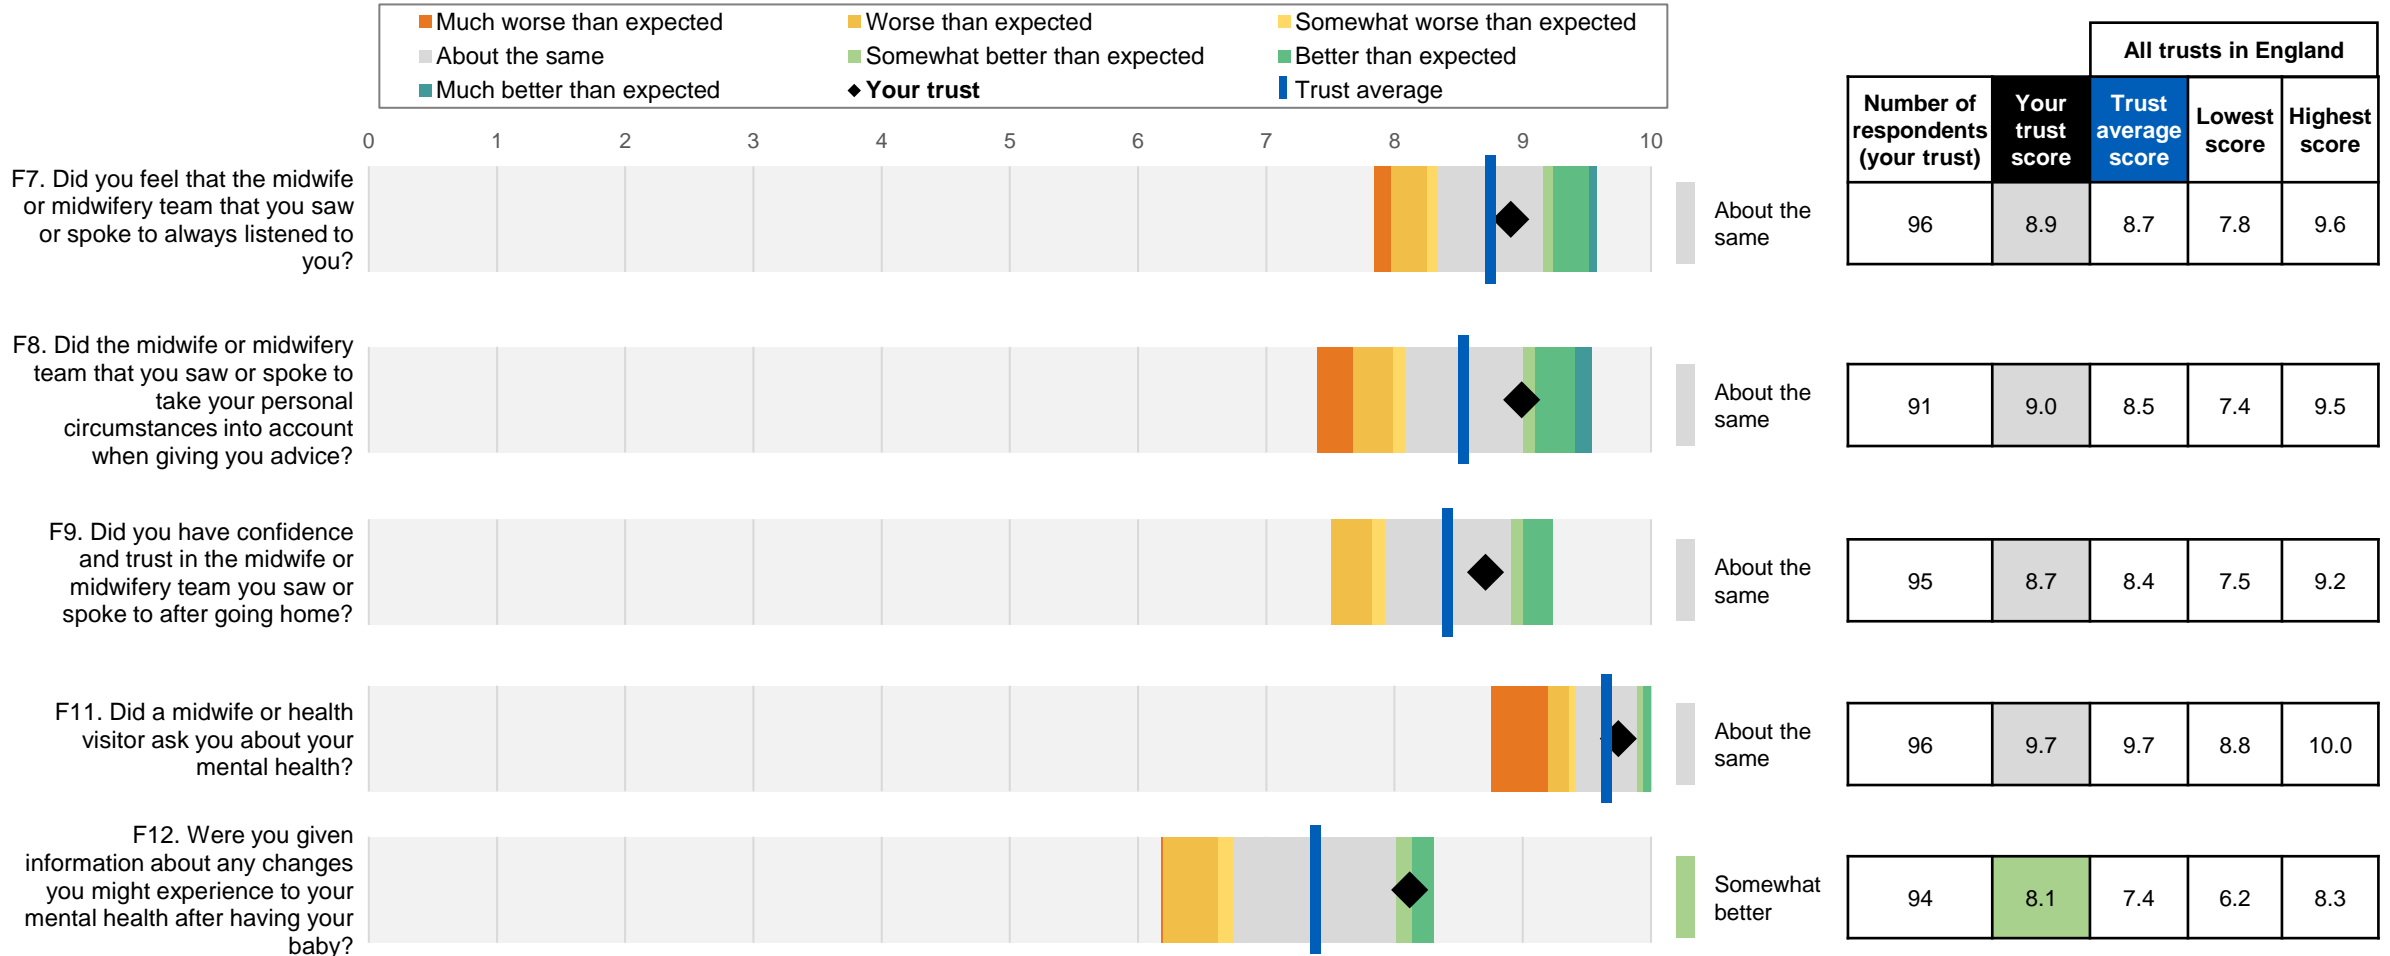 Much worse than expected
Worse than expected
Somewhat worse than expected
About the same
Somewhat better than expected
Better than expected
Much better than expected
Your trust
Trust average
All trusts in England
Number of
respondents
(your trust)
Your
trust
score
Trust
average
score
Lowest
score
Highest
score
0 1 2 3 4 5 6 7 8 9 10
F7. Did you feel that the midwife
or midwifery team that you saw
or spoke to always listened to
you?
About the
same
96 8.9 8.7 7.8 9.6
F8. Did the midwife or midwifery
team that you saw or spoke to
take your personal
circumstances into account
when giving you advice?
About the
same
91 9.0 8.5 7.4 9.5
F9. Did you have confidence
and trust in the midwife or
midwifery team you saw or
spoke to after going home?
About the
same
95 8.7 8.4 7.5 9.2
F11. Did a midwife or health
visitor ask you about your
mental health?
About the
same
96 9.7 9.7 8.8 10.0
F12. Were you given
information about any changes
you might experience to your
mental health after having your
baby?
Somewhat
better
94 8.1 7.4 6.2 8.3